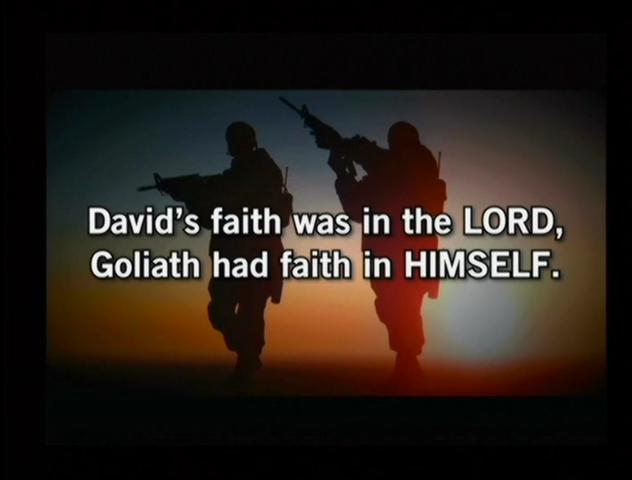 David's faith was in the LORD,
Goliath had faith in HIMSELF.